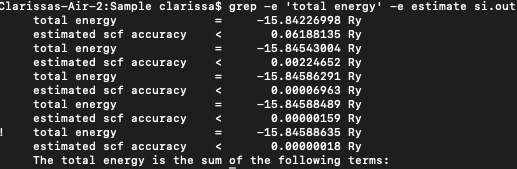 Clarissas-Air-2:Sample clarissa$ grep -e 'total energy' -e estimate si.out
total energy = -15.84226998 Ry
estimated scf accuracy < 0.06188135 Ry
total energy = -15.84543004 Ry
estimated scf accuracy < 0.00224652 Ry
total energy = -15.84586291 Ry
estimated scf accuracy < 0.00006963 Ry
total energy = -15.84588489 Ry
estimated scf accuracy < 0.00000159 Ry
! total energy = -15.84588635 Ry
estimated scf accuracy < 0.00000018 Ry
The total energy is the sum of the following terms: